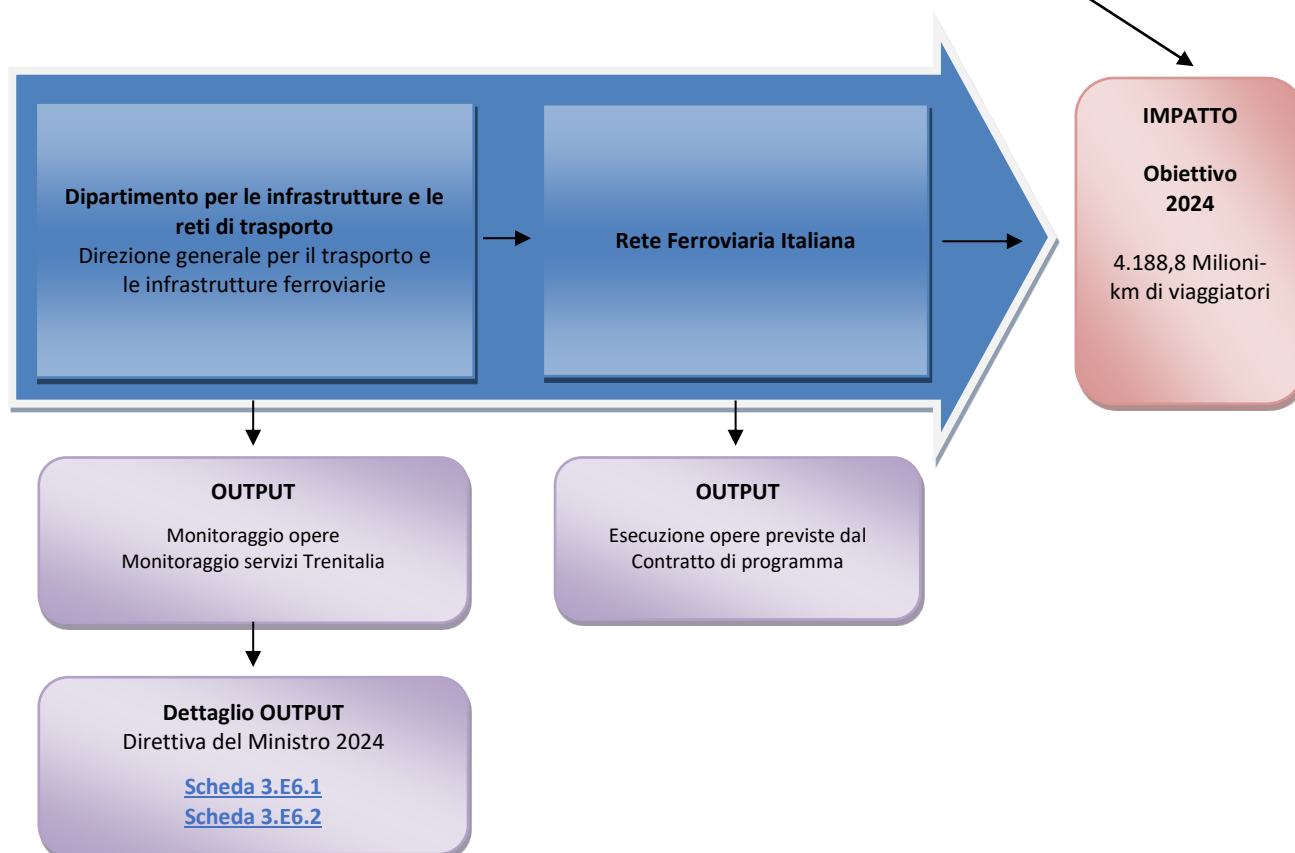 Dipartimento per le infrastrutture e le
reti di trasporto
Direzione generale per il trasporto e
le infrastrutture ferroviarie
Rete Ferroviaria Italiana
IMPATTO
Obiettivo
2024
4.188,8 Milioni-
km di viaggiatori
OUTPUT
Monitoraggio opere
Monitoraggio servizi Trenitalia
OUTPUT
Esecuzione opere previste dal
Contratto di programma
Dettaglio OUTPUT
Direttiva del Ministro 2024
Scheda 3.E6.1
Scheda 3.E6.2